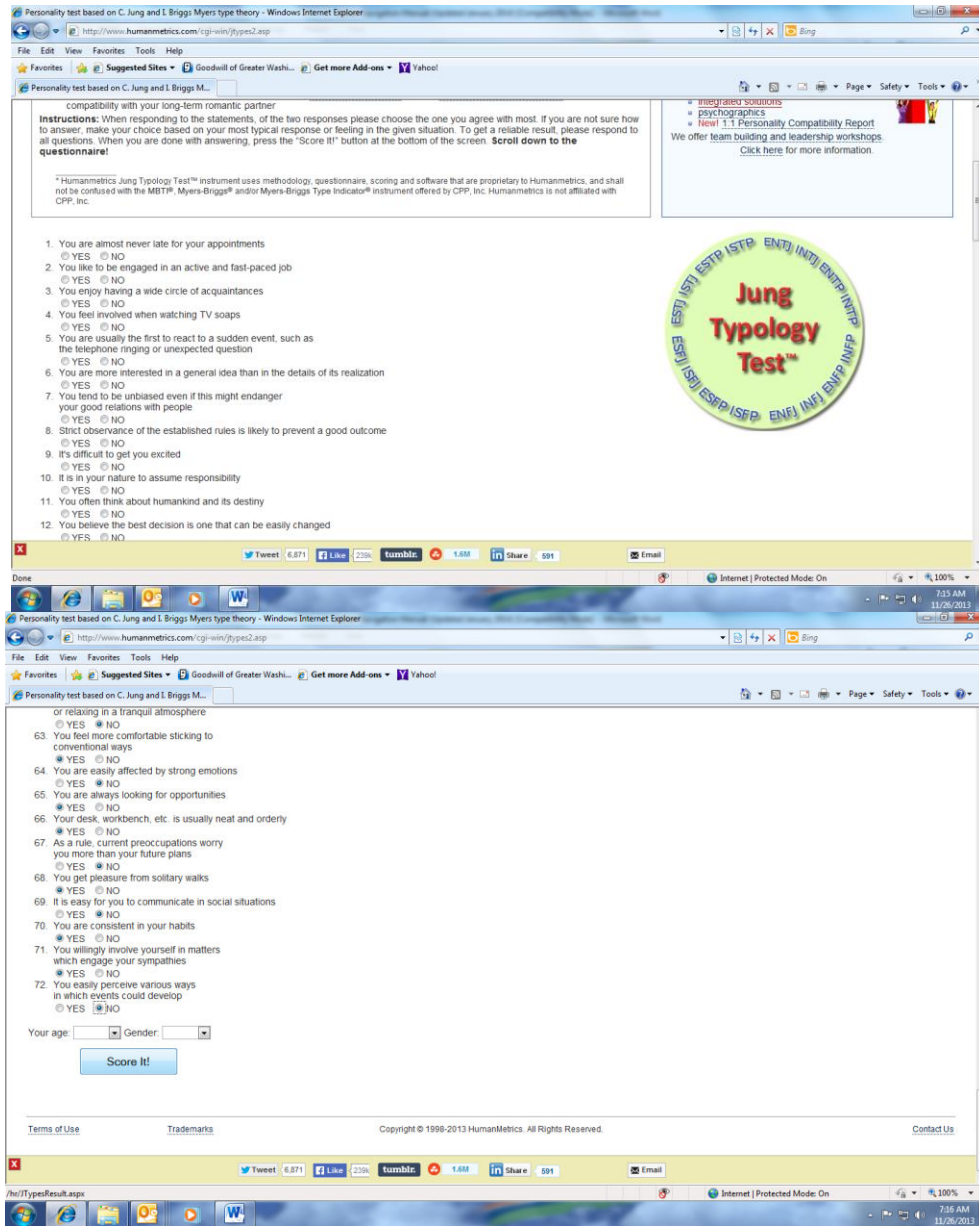 Personality test based on C. Jung and I. Briggs Myers type theory - Windows Internet Explorer
http://www.humanmetrics.com/cgi-win/jtypes2.asp
Bing
File Edit View Favorites Tools Help
Favorites Suggested Sites Goodwill of Greater Washi... Get more Add-ons Yahoo!
Personality test based on C. Jung and I. Briggs M...
Page Safety Tools
compatibility with your long-term romantic partner
Instructions: When responding to the statements, of the two responses please choose the one you agree with most. If you are not sure how
to answer, make your choice based on your most typical response or feeling in the given situation. To get a reliable result, please respond to
all questions. When you are done with answering, press the "Score It!" button at the bottom of the screen. Scroll down to the
questionnaire!
* Humanmetrics Jung Typology Test™ instrument uses methodology, questionnaire, scoring and software that are proprietary to Humanmetrics, and shall
not be confused with the MBTI®, Myers-Briggs® and/or Myers-Briggs Type Indicator® instrument offered by CPP, Inc. Humanmetrics is not affiliated with
CPP, Inc.
integrated solutions
psychographics
New! 1:1 Personality Compatibility Report
We offer team building and leadership workshops.
Click here for more information.
1. You are almost never late for your appointments
YES NO
2. You like to be engaged in an active and fast-paced job
YES NO
3. You enjoy having a wide circle of acquaintances
YES NO
4. You feel involved when watching TV soaps
YES NO
5. You are usually the first to react to a sudden event, such as
the telephone ringing or unexpected question
YES NO
6. You are more interested in a general idea than in the details of its realization
YES NO
7. You tend to be unbiased even if this might endanger
your good relations with people
YES NO
8. Strict observance of the established rules is likely to prevent a good outcome
YES NO
9. It's difficult to get you excited
YES NO
10. It is in your nature to assume responsibility
YES NO
11. You often think about humankind and its destiny
YES NO
12. You believe the best decision is one that can be easily changed
YES NO
ESTJ ISTJ ESTP ISTP ENTJ INTJ ENTP INTP
Jung
Typology
Test™
ESFJ ISFJ ESFP ISFP ENFJ INFJ ENFP INFP
Tweet 6,871 Like 239k tumblr. 1.6M Share 591 Email
Done
Internet | Protected Mode: On 100%
7:15 AM
11/26/2013
Personality test based on C. Jung and I. Briggs Myers type theory - Windows Internet Explorer
http://www.humanmetrics.com/cgi-win/jtypes2.asp
Bing
File Edit View Favorites Tools Help
Favorites Suggested Sites Goodwill of Greater Washi... Get more Add-ons Yahoo!
Personality test based on C. Jung and I. Briggs M...
Page Safety Tools
or relaxing in a tranquil atmosphere
YES NO
63. You feel more comfortable sticking to
conventional ways
YES NO
64. You are easily affected by strong emotions
YES NO
65. You are always looking for opportunities
YES NO
66. Your desk, workbench, etc. is usually neat and orderly
YES NO
67. As a rule, current preoccupations worry
you more than your future plans
YES NO
68. You get pleasure from solitary walks
YES NO
69. It is easy for you to communicate in social situations
YES NO
70. You are consistent in your habits
YES NO
71. You willingly involve yourself in matters
which engage your sympathies
YES NO
72. You easily perceive various ways
in which events could develop
YES NO
Your age: Gender:
Score It!
Terms of Use Trademarks Copyright © 1998-2013 HumanMetrics. All Rights Reserved. Contact Us
Tweet 6,871 Like 239k tumblr. 1.6M Share 591 Email
/hr/JTypesResult.aspx
Internet | Protected Mode: On 100%
7:16 AM
11/26/2013